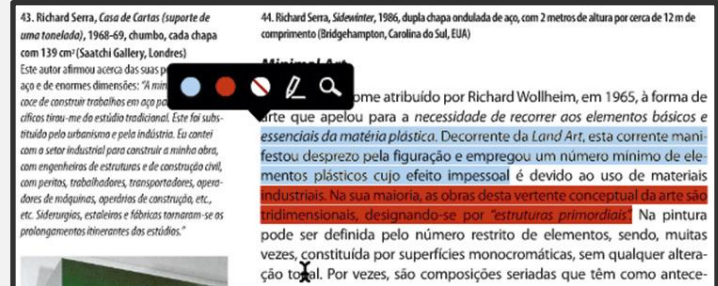 43. Richard Serra, Casa de Cartas (suporte de
uma tonelada), 1968-69, chumbo, cada chapa
com 139 cm² (Saatchi Gallery, Londres)
Este autor afirmou acerca das suas
aço e de enormes dimensões: "A
coce de construir trabalhos em aço
cíficos tirou-me do estúdio tradicional. Este foi subs-
tituído pelo urbanismo e pela indústria. Eu contei
com o setor industrial para construir a minha obra,
com engenheiros de estruturas e de construção civil,
com peritos, trabalhadores, transportadores, opera-
dores de máquinas, operários de construção, etc.,
etc. Siderurgias, estaleiros e fábricas tornaram-se os
prolongamentos itinerantes dos estúdios."
44. Richard Serra, Sidewinter, 1986, dupla chapa ondulada de aço, com 2 metros de altura por cerca de 12 m de
comprimento (Bridgehampton, Carolina do Sul, EUA)
Minimal Art
ome atribuído por Richard Wollheim, em 1965, à forma de
arte que apelou para a necessidade de recorrer aos elementos básicos e
essenciais da matéria plástica. Decorrente da Land Art, esta corrente mani-
festou desprezo pela figuração e empregou um número mínimo de ele-
mentos plásticos cujo efeito impessoal é devido ao uso de materiais
industriais. Na sua maioria, as obras desta vertente conceptual da arte são
tridimensionais, designando-se por "estruturas primordiais". Na pintura
pode ser definida pelo número restrito de elementos, sendo, muitas
vezes, constituída por superfícies monocromáticas, sem qualquer altera-
ção tonal. Por vezes, são composições seriadas que têm como antece-